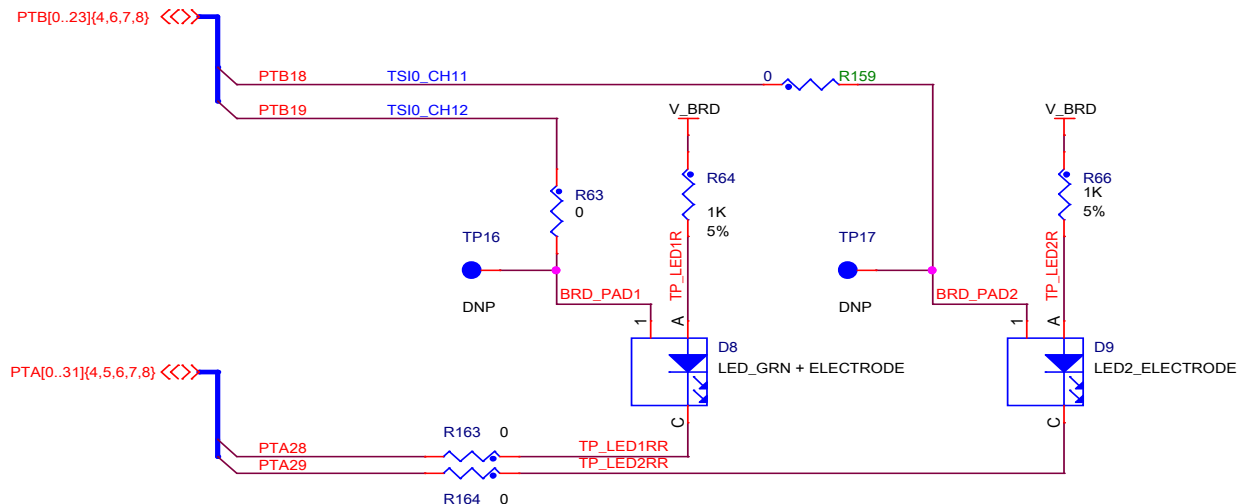 PTB[0..23]{4,6,7,8}
PTB18 TSI0_CH11 0 R159
PTB19 TSI0_CH12
V_BRD V_BRD
R63
0
R64
1K
5%
R66
1K
5%
TP16
DNP
TP17
DNP
TP_LED1R
TP_LED2R
BRD_PAD1
BRD_PAD2
1 A
1 A
D8
LED_GRN + ELECTRODE
D9
LED2_ELECTRODE
C
C
PTA[0..31]{4,5,6,7,8}
PTA28 R163 0 TP_LED1RR
PTA29 TP_LED2RR
R164 0